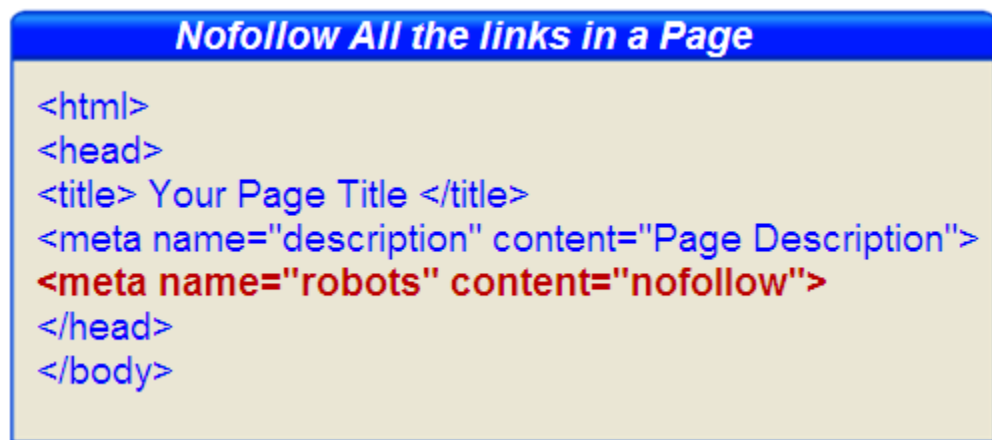 Nofollow All the links in a Page
<html>
<head>
<title> Your Page Title </title>
<meta name="description" content="Page Description">
<meta name="robots" content="nofollow">
</head>
</body>